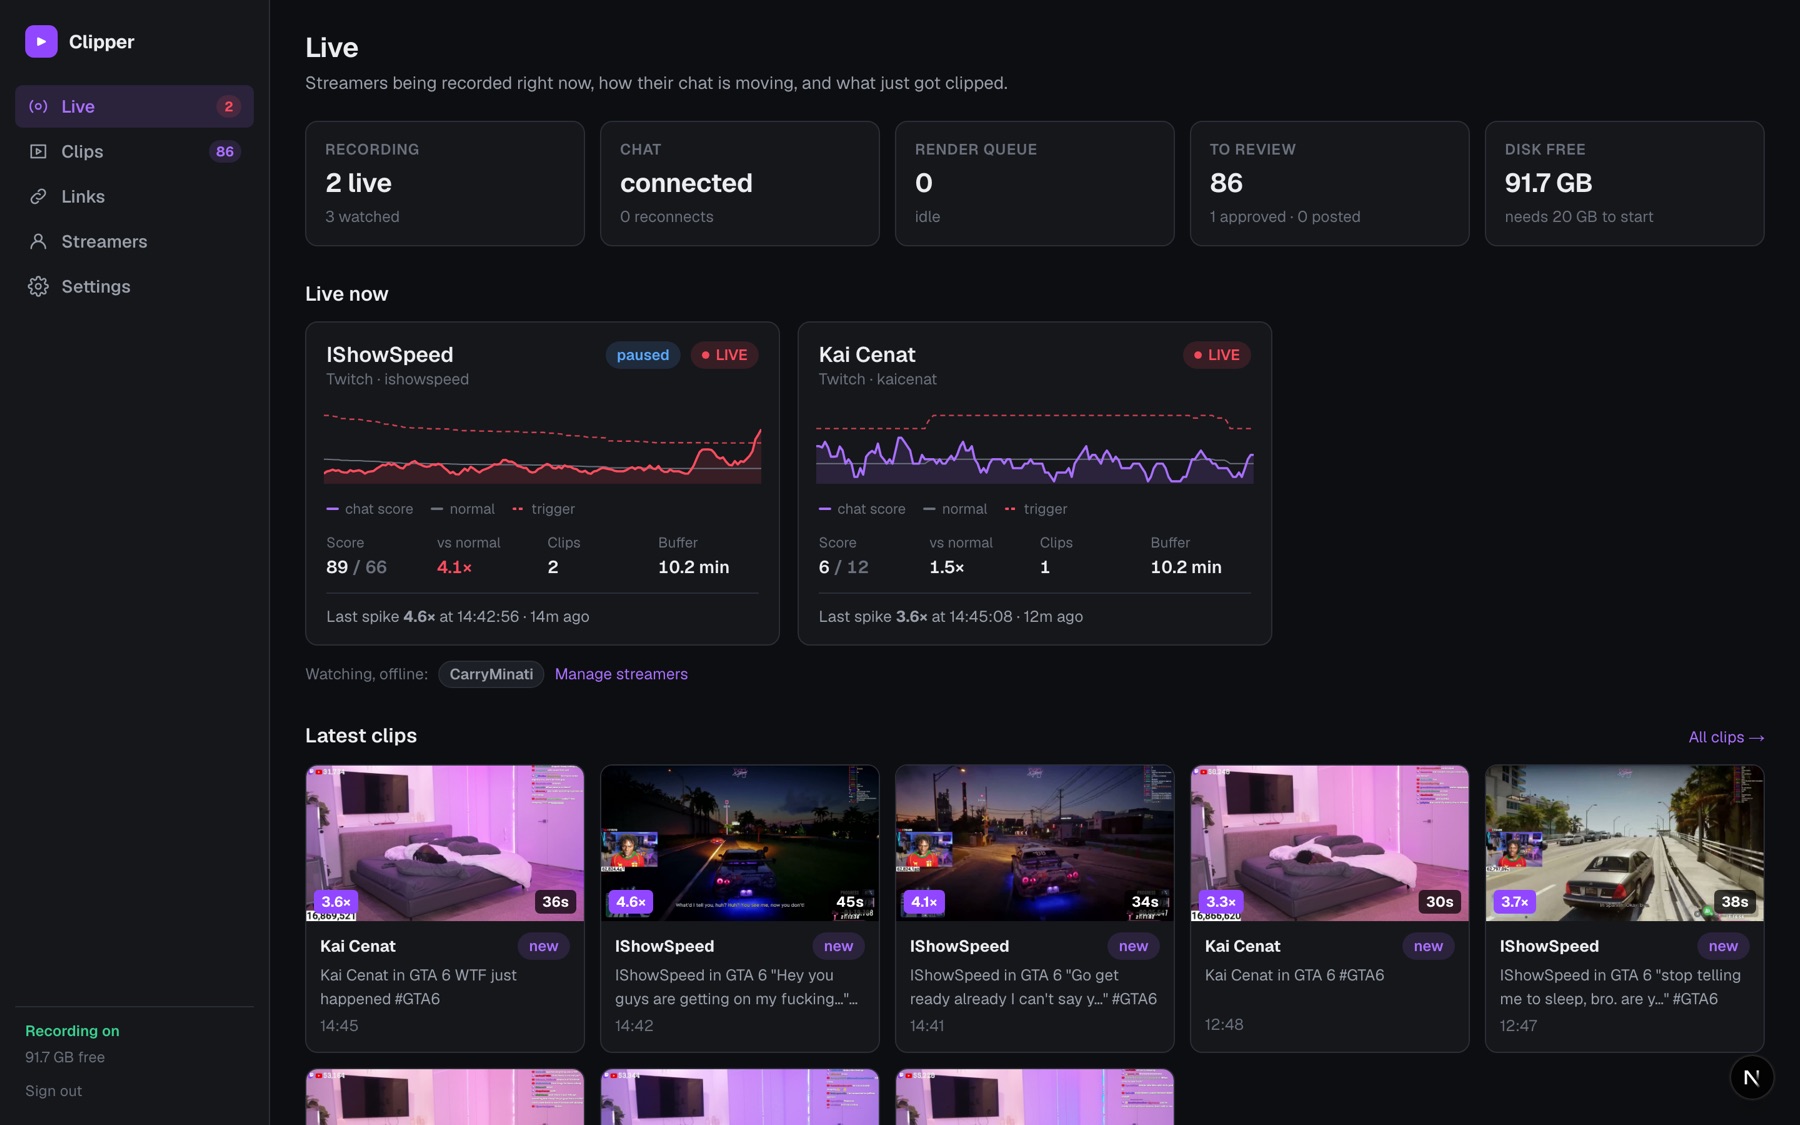 Clipper
Live 2
Clips 86
Links
Streamers
Settings
Recording on
91.7 GB free
Sign out
Live
Streamers being recorded right now, how their chat is moving, and what just got clipped.
RECORDING
2 live
3 watched
CHAT
connected
0 reconnects
RENDER QUEUE
0
idle
TO REVIEW
86
1 approved · 0 posted
DISK FREE
91.7 GB
needs 20 GB to start
Live now
IShowSpeed paused LIVE
Twitch · ishowspeed
chat score normal trigger
Score vs normal Clips Buffer
89 / 66 4.1× 2 10.2 min
Last spike 4.6× at 14:42:56 · 14m ago
Kai Cenat LIVE
Twitch · kaicenat
chat score normal trigger
Score vs normal Clips Buffer
6 / 12 1.5× 1 10.2 min
Last spike 3.6× at 14:45:08 · 12m ago
Watching, offline: CarryMinati Manage streamers
Latest clips All clips →
3.6× 36s
16,869,521
Kai Cenat new
Kai Cenat in GTA 6 WTF just
happened #GTA6
14:45
4.6× 45s
IShowSpeed new
IShowSpeed in GTA 6 "Hey you
guys are getting on my fucking..."...
14:42
4.1× 34s
IShowSpeed new
IShowSpeed in GTA 6 "Go get
ready already I can't say y..." #GTA6
14:41
3.3× 30s
16,866,620
Kai Cenat new
Kai Cenat in GTA 6 #GTA6
12:48
3.7× 38s
IShowSpeed new
IShowSpeed in GTA 6 "stop telling
me to sleep, bro. are y..." #GTA6
12:47
N